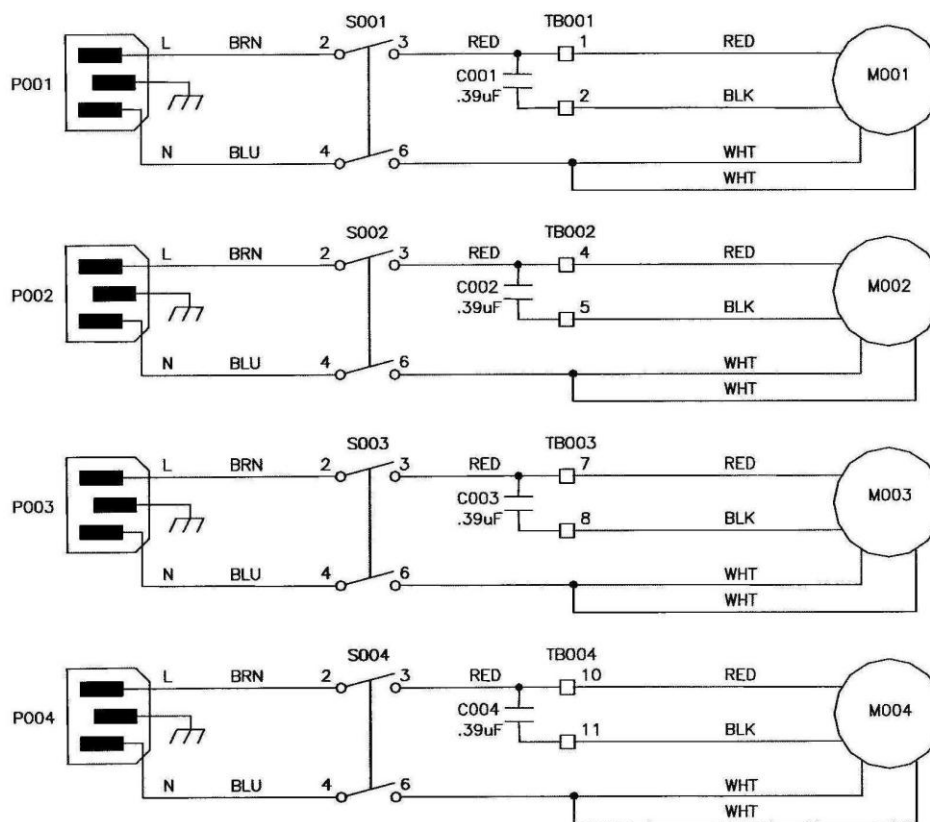 S001 TB001
L BRN 2 3 RED 1 RED
P001 C001 M001
.39uF 2 BLK
N BLU 4 6 WHT
WHT
S002 TB002
L BRN 2 3 RED 4 RED
P002 C002 M002
.39uF 5 BLK
N BLU 4 6 WHT
WHT
S003 TB003
L BRN 2 3 RED 7 RED
P003 C003 M003
.39uF 8 BLK
N BLU 4 6 WHT
WHT
S004 TB004
L BRN 2 3 RED 10 RED
P004 C004 M004
.39uF 11 BLK
N BLU 4 6 WHT
WHT